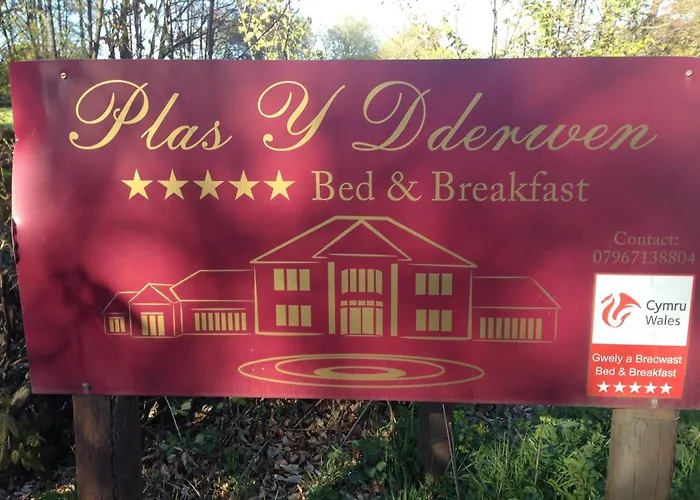 Plas Y Dderwen
★★★★★ Bed & Breakfast
Contact:
07967138804
Cymru
Wales
Gwely a Brecwast
Bed & Breakfast
★★★★★